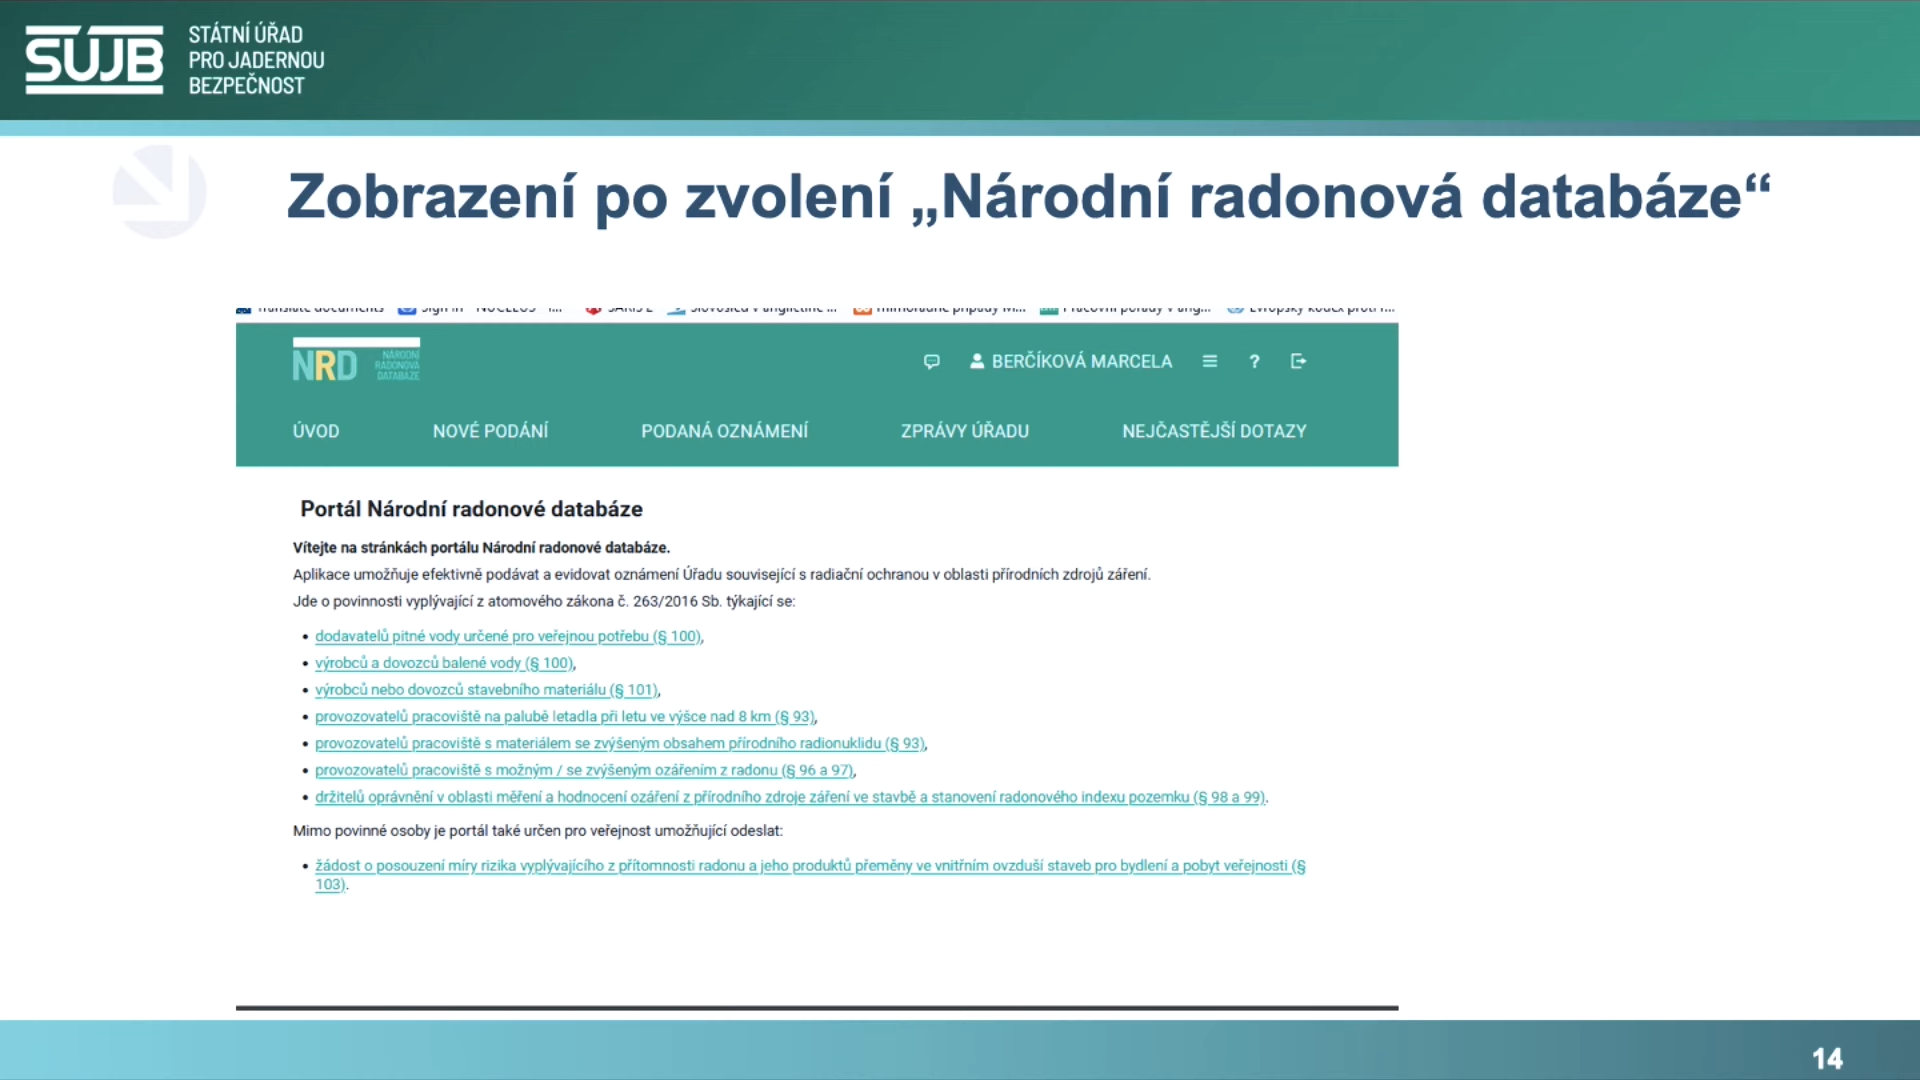 SÚJB
STÁTNÍ ÚŘAD
PRO JADERNOU
BEZPEČNOST
Zobrazení po zvolení „Národní radonová databáze“
NRD
NÁRODNÍ
RADONOVÁ
DATABÁZE
BERČÍKOVÁ MARCELA
?
ÚVOD
NOVÉ PODÁNÍ
PODANÁ OZNÁMENÍ
ZPRÁVY ÚŘADU
NEJČASTĚJŠÍ DOTAZY
Portál Národní radonové databáze
Vítejte na stránkách portálu Národní radonové databáze.
Aplikace umožňuje efektivně podávat a evidovat oznámení Úřadu související s radiační ochranou v oblasti přírodních zdrojů záření.
Jde o povinnosti vyplývající z atomového zákona č. 263/2016 Sb. týkající se:
• dodavatelů pitné vody určené pro veřejnou potřebu (§ 100),
• výrobců a dovozců balené vody (§ 100),
• výrobců nebo dovozců stavebního materiálu (§ 101),
• provozovatelů pracoviště na palubě letadla při letu ve výšce nad 8 km (§ 93),
• provozovatelů pracoviště s materiálem se zvýšeným obsahem přírodního radionuklidu (§ 93),
• provozovatelů pracoviště s možným / se zvýšeným ozářením z radonu (§ 96 a 97),
• držitelů oprávnění v oblasti měření a hodnocení ozáření z přírodního zdroje záření ve stavbě a stanovení radonového indexu pozemku (§ 98 a 99).
Mimo povinné osoby je portál také určen pro veřejnost umožňující odeslat:
• žádost o posouzení míry rizika vyplývajícího z přítomnosti radonu a jeho produktů přeměny ve vnitřním ovzduší staveb pro bydlení a pobyt veřejnosti (§
103).
14